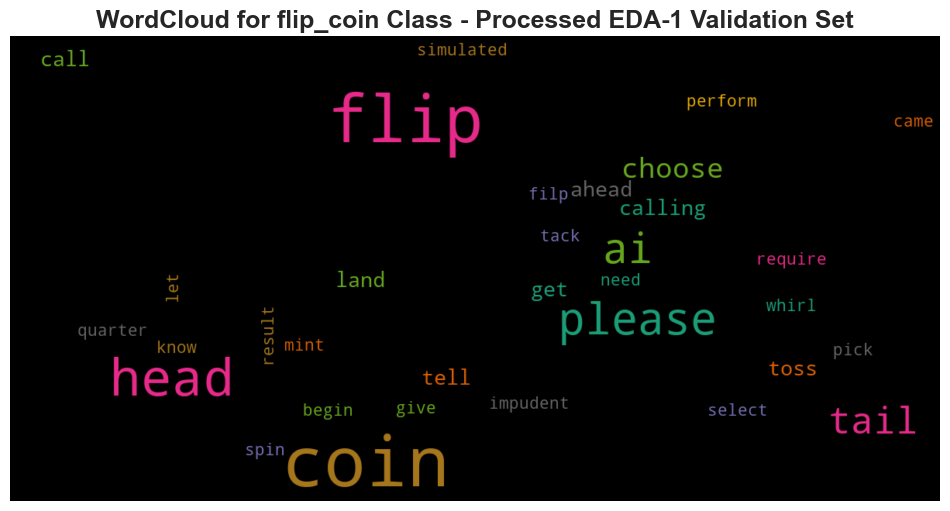 WordCloud for flip_coin Class - Processed EDA-1 Validation Set
simulated
call
perform
flip
came
choose
filp
ahead
calling
tack
ai
require
need
land
let
get
whirl
please
quarter
result
know
mint
pick
head
tell
toss
begin
give
impudent
select
tail
spin
coin